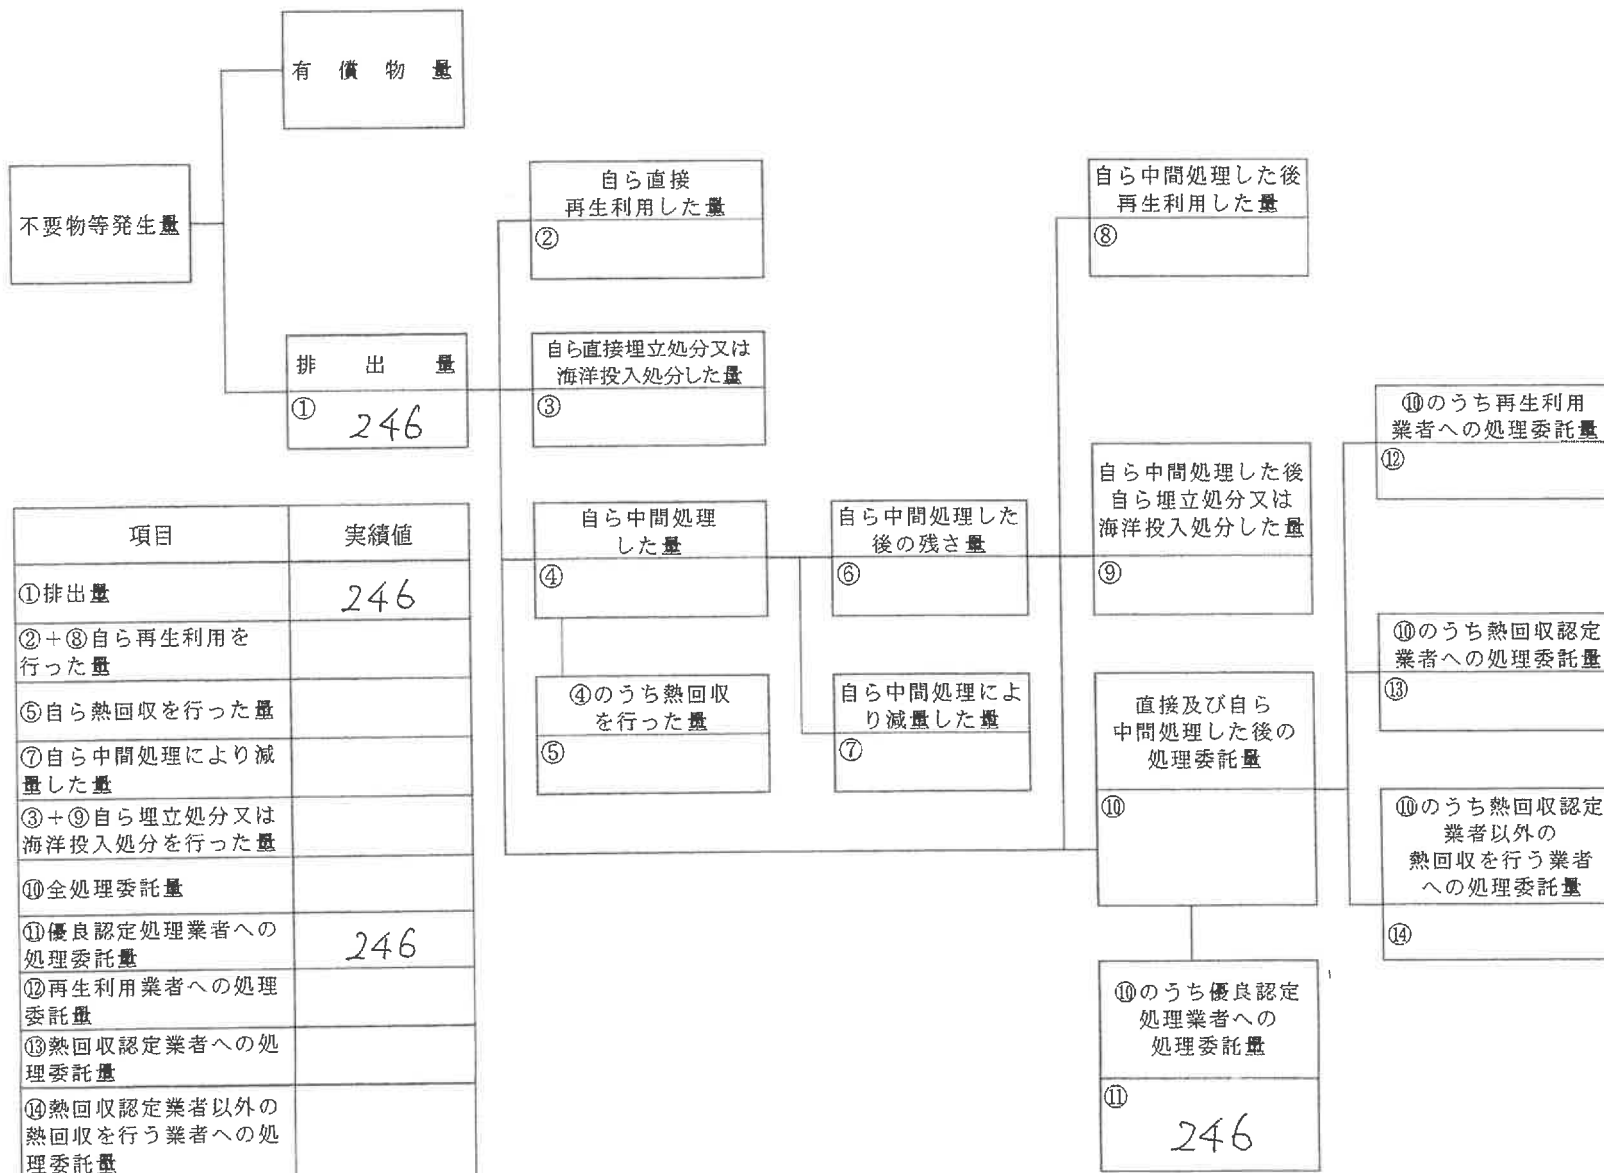 有償物量
不要物等発生量
排出量
①
246
自ら直接
再生利用した量
②
自ら直接埋立処分又は
海洋投入処分した量
③
自ら中間処理
した量
④
④のうち熱回収
を行った量
⑤
自ら中間処理した
後の残さ量
⑥
自ら中間処理によ
り減量した量
⑦
自ら中間処理した後
再生利用した量
⑧
自ら中間処理した後
自ら埋立処分又は
海洋投入処分した量
⑨
直接及び自ら
中間処理した後の
処理委託量
⑩
⑩のうち優良認定
処理業者への
処理委託量
⑪
246
⑩のうち再生利用
業者への処理委託量
⑫
⑩のうち熱回収認定
業者への処理委託量
⑬
⑩のうち熱回収認定
業者以外の
熱回収を行う業者
への処理委託量
⑭
項目 実績値
①排出量 246
②+⑧自ら再生利用を
行った量
⑤自ら熱回収を行った量
⑦自ら中間処理により減
量した量
③+⑨自ら埋立処分又は
海洋投入処分を行った量
⑩全処理委託量
⑪優良認定処理業者への
処理委託量 246
⑫再生利用業者への処理
委託量
⑬熱回収認定業者への処
理委託量
⑭熱回収認定業者以外の
熱回収を行う業者への処
理委託量